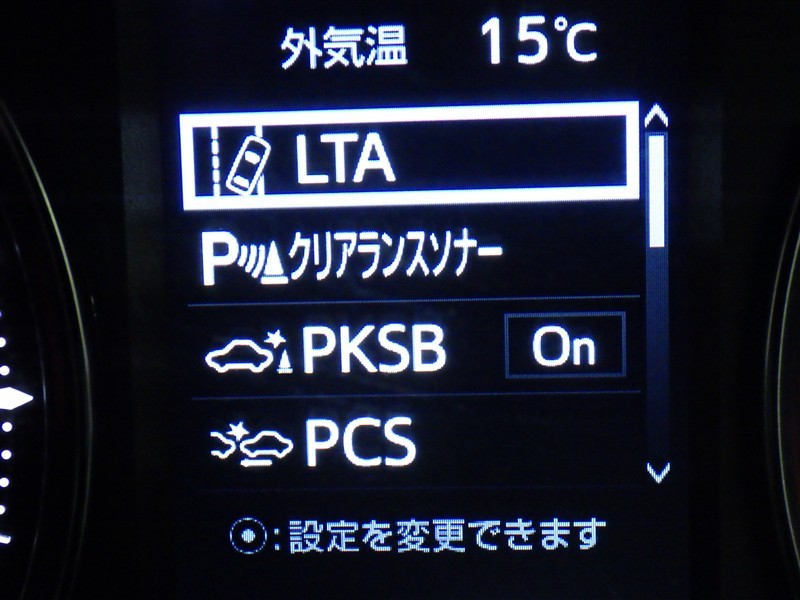 外気温 15℃
LTA
P クリアランスソナー
PKSB On
PCS
:設定を変更できます